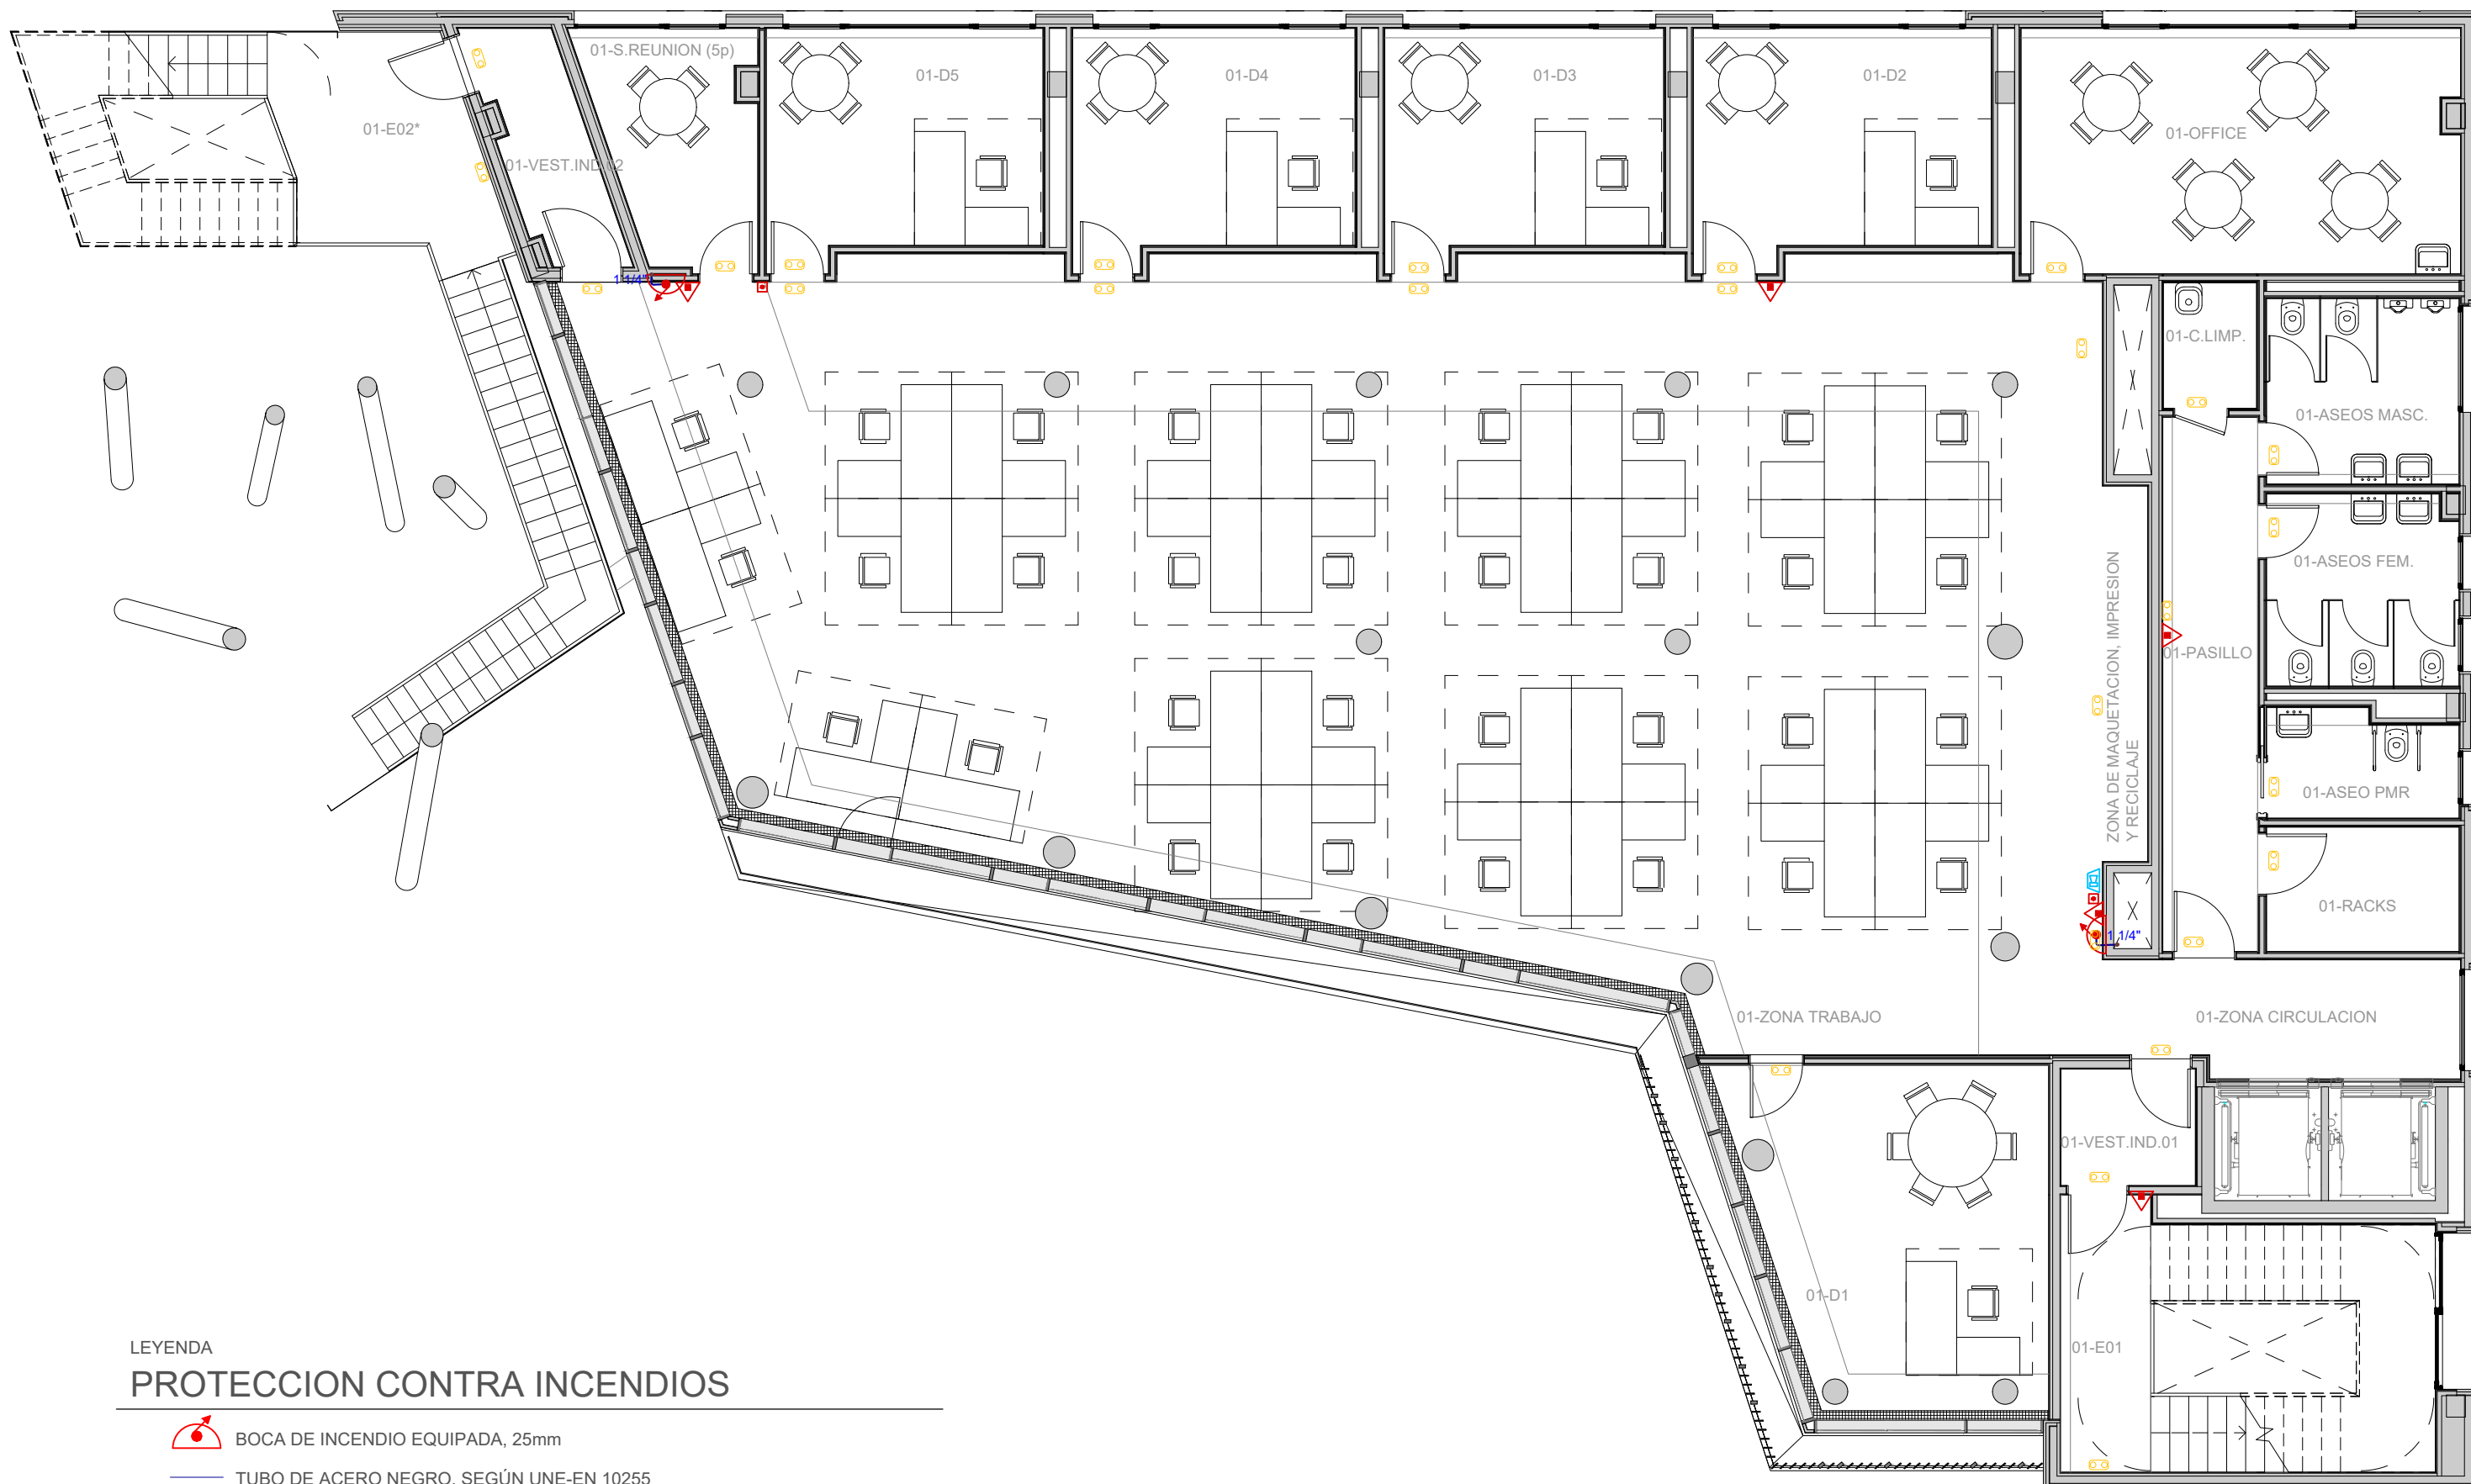 01-S.REUNION (5p)
01-D5
01-D4
01-D3
01-D2
01-OFFICE
01-E02*
01-VEST.IND.02
1 1/4"
01-C.LIMP.
01-ASEOS MASC.
01-ASEOS FEM.
01-PASILLO
ZONA DE MAQUETACION, IMPRESION
Y RECICLAJE
01-ASEO PMR
01-RACKS
1 1/4"
01-ZONA TRABAJO
01-ZONA CIRCULACION
01-VEST.IND.01
01-D1
01-E01
LEYENDA
PROTECCION CONTRA INCENDIOS
BOCA DE INCENDIO EQUIPADA, 25mm
TUBO DE ACERO NEGRO, SEGÚN UNE-EN 10255